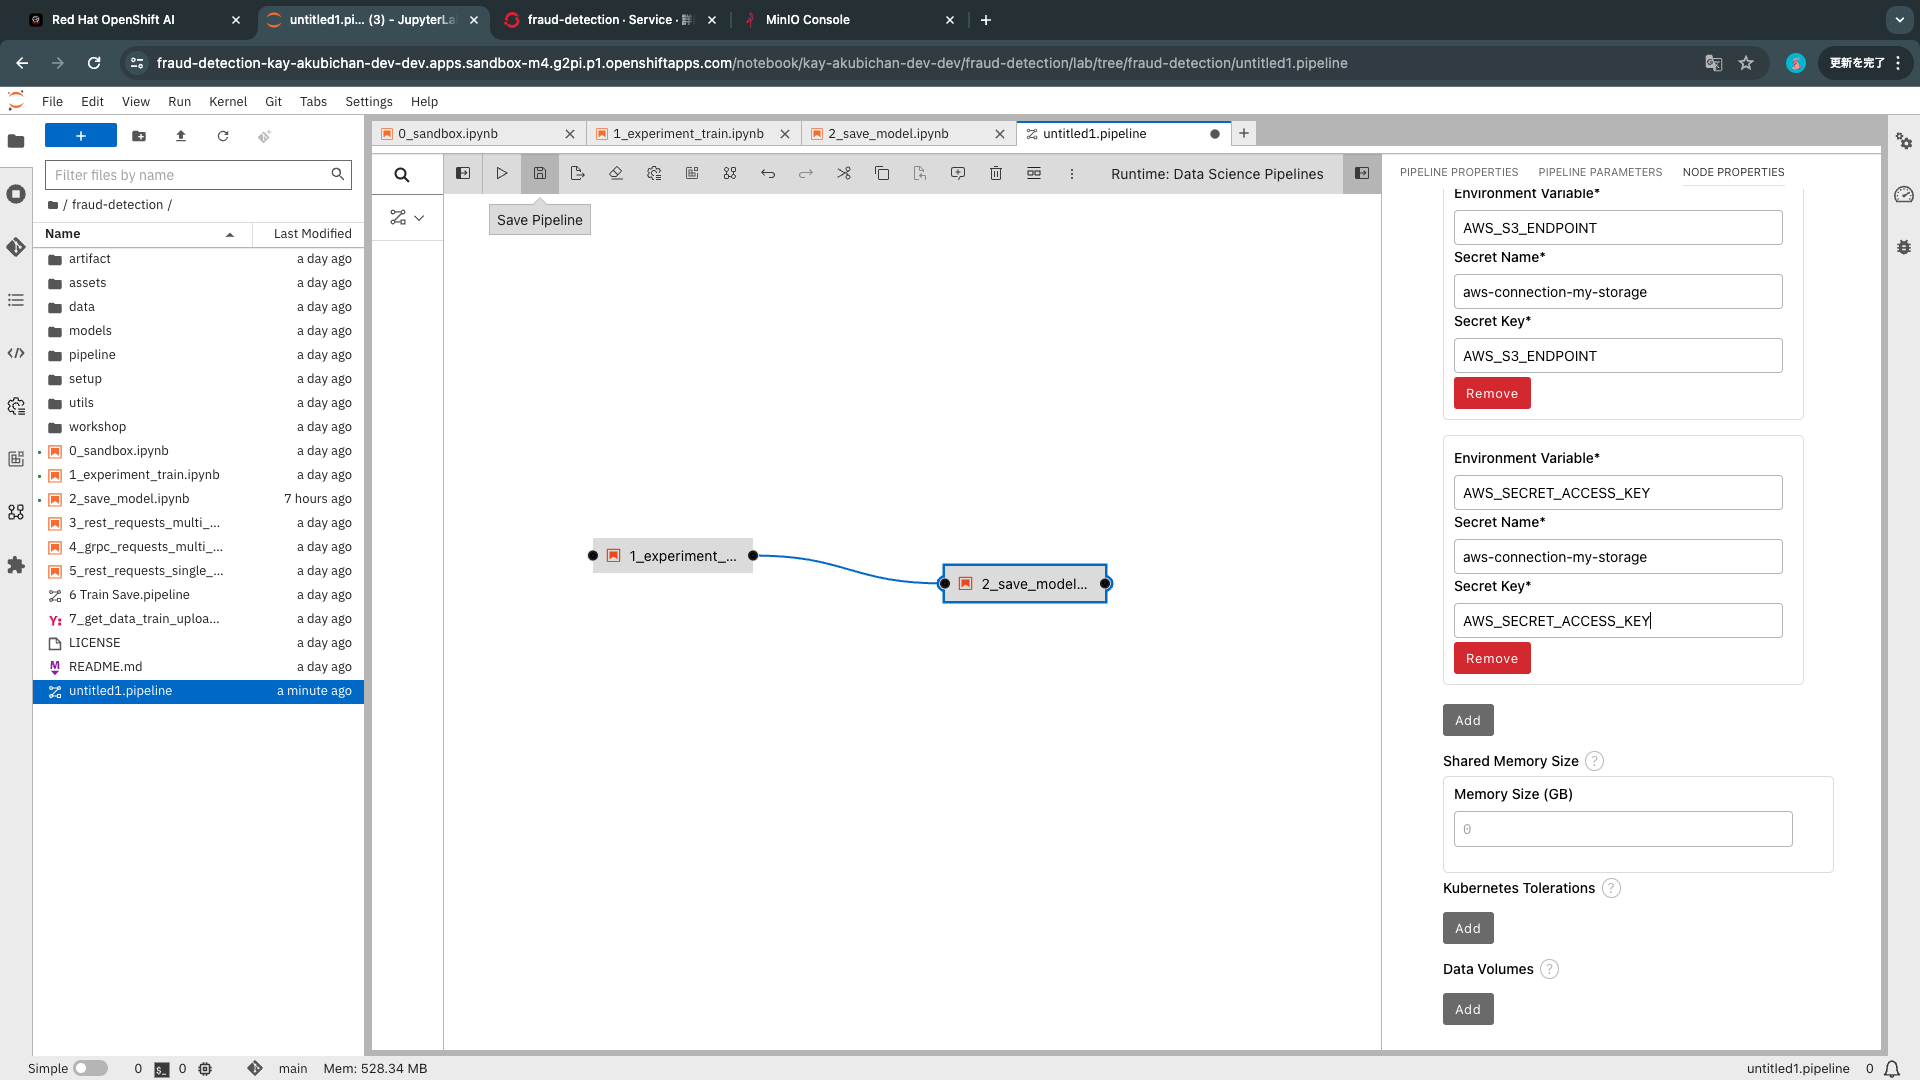 Red Hat OpenShift AI
untitled1.pi... (3) - JupyterLa
fraud-detection · Service ·
MinIO Console
fraud-detection-kay-akubichan-dev-dev.apps.sandbox-m4.g2pi.p1.openshiftapps.com/notebook/kay-akubichan-dev-dev/fraud-detection/lab/tree/fraud-detection/untitled1.pipeline
更新を完了
File Edit View Run Kernel Git Tabs Settings Help
Filter files by name
/ fraud-detection /
Name Last Modified
artifact a day ago
assets a day ago
data a day ago
models a day ago
pipeline a day ago
setup a day ago
utils a day ago
workshop a day ago
0_sandbox.ipynb a day ago
1_experiment_train.ipynb a day ago
2_save_model.ipynb 7 hours ago
3_rest_requests_multi_... a day ago
4_grpc_requests_multi_... a day ago
5_rest_requests_single_... a day ago
6 Train Save.pipeline a day ago
7_get_data_train_uploa... a day ago
LICENSE a day ago
README.md a day ago
untitled1.pipeline a minute ago
0_sandbox.ipynb
1_experiment_train.ipynb
2_save_model.ipynb
untitled1.pipeline
Runtime: Data Science Pipelines
Save Pipeline
1_experiment_...
2_save_model...
PIPELINE PROPERTIES PIPELINE PARAMETERS NODE PROPERTIES
Environment Variable*
AWS_S3_ENDPOINT
Secret Name*
aws-connection-my-storage
Secret Key*
AWS_S3_ENDPOINT
Remove
Environment Variable*
AWS_SECRET_ACCESS_KEY
Secret Name*
aws-connection-my-storage
Secret Key*
AWS_SECRET_ACCESS_KEY
Remove
Add
Shared Memory Size ?
Memory Size (GB)
0
Kubernetes Tolerations ?
Add
Data Volumes ?
Add
Simple 0 0 main Mem: 528.34 MB
untitled1.pipeline 0